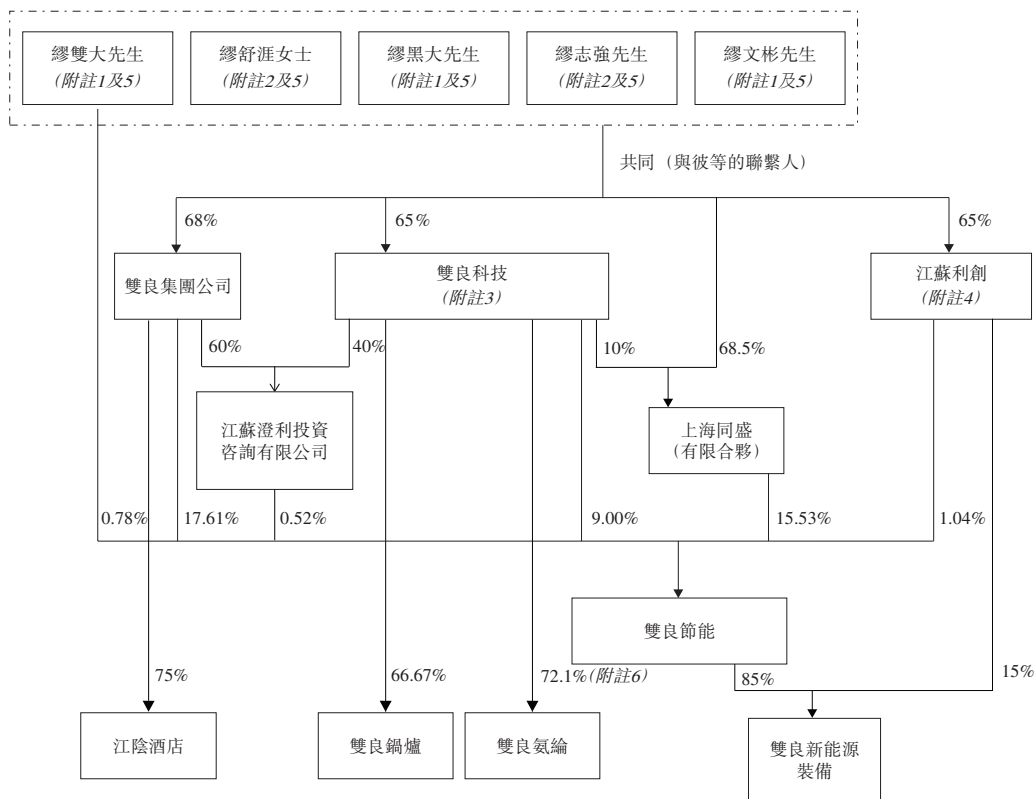 繆雙大先生
(附註1及5)
繆舒涯女士
(附註2及5)
繆黑大先生
(附註1及5)
繆志強先生
(附註2及5)
繆文彬先生
(附註1及5)
共同（與彼等的聯繫人）
68%
65%
65%
雙良集團公司
雙良科技
(附註3)
江蘇利創
(附註4)
60%
40%
10%
68.5%
江蘇澄利投資
咨詢有限公司
上海同盛
（有限合夥）
0.78%
17.61%
0.52%
9.00%
15.53%
1.04%
雙良節能
75%
66.67%
72.1%(附註6)
85%
15%
江陰酒店
雙良鍋爐
雙良氨綸
雙良新能源
裝備